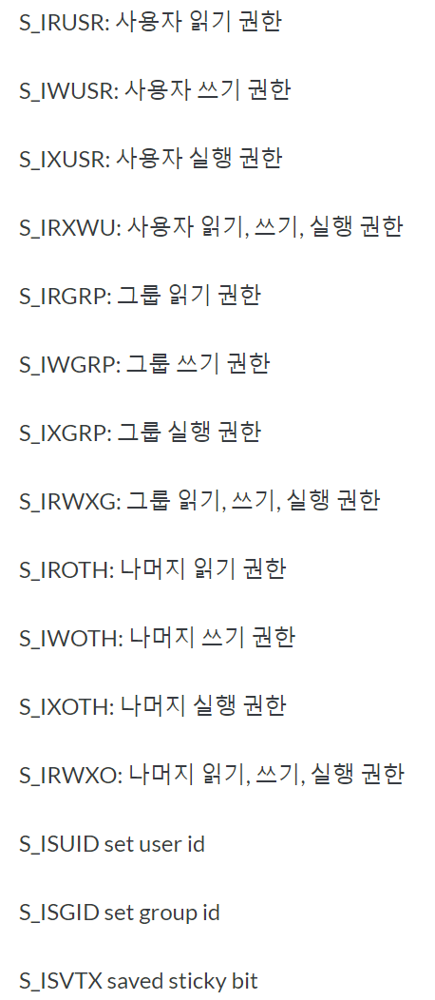 S_IRUSR: 사용자 읽기 권한
S_IWUSR: 사용자 쓰기 권한
S_IXUSR: 사용자 실행 권한
S_IRXWU: 사용자 읽기, 쓰기, 실행 권한
S_IRGRP: 그룹 읽기 권한
S_IWGRP: 그룹 쓰기 권한
S_IXGRP: 그룹 실행 권한
S_IRWXG: 그룹 읽기, 쓰기, 실행 권한
S_IROTH: 나머지 읽기 권한
S_IWOTH: 나머지 쓰기 권한
S_IXOTH: 나머지 실행 권한
S_IRWXO: 나머지 읽기, 쓰기, 실행 권한
S_ISUID set user id
S_ISGID set group id
S_ISVTX saved sticky bit